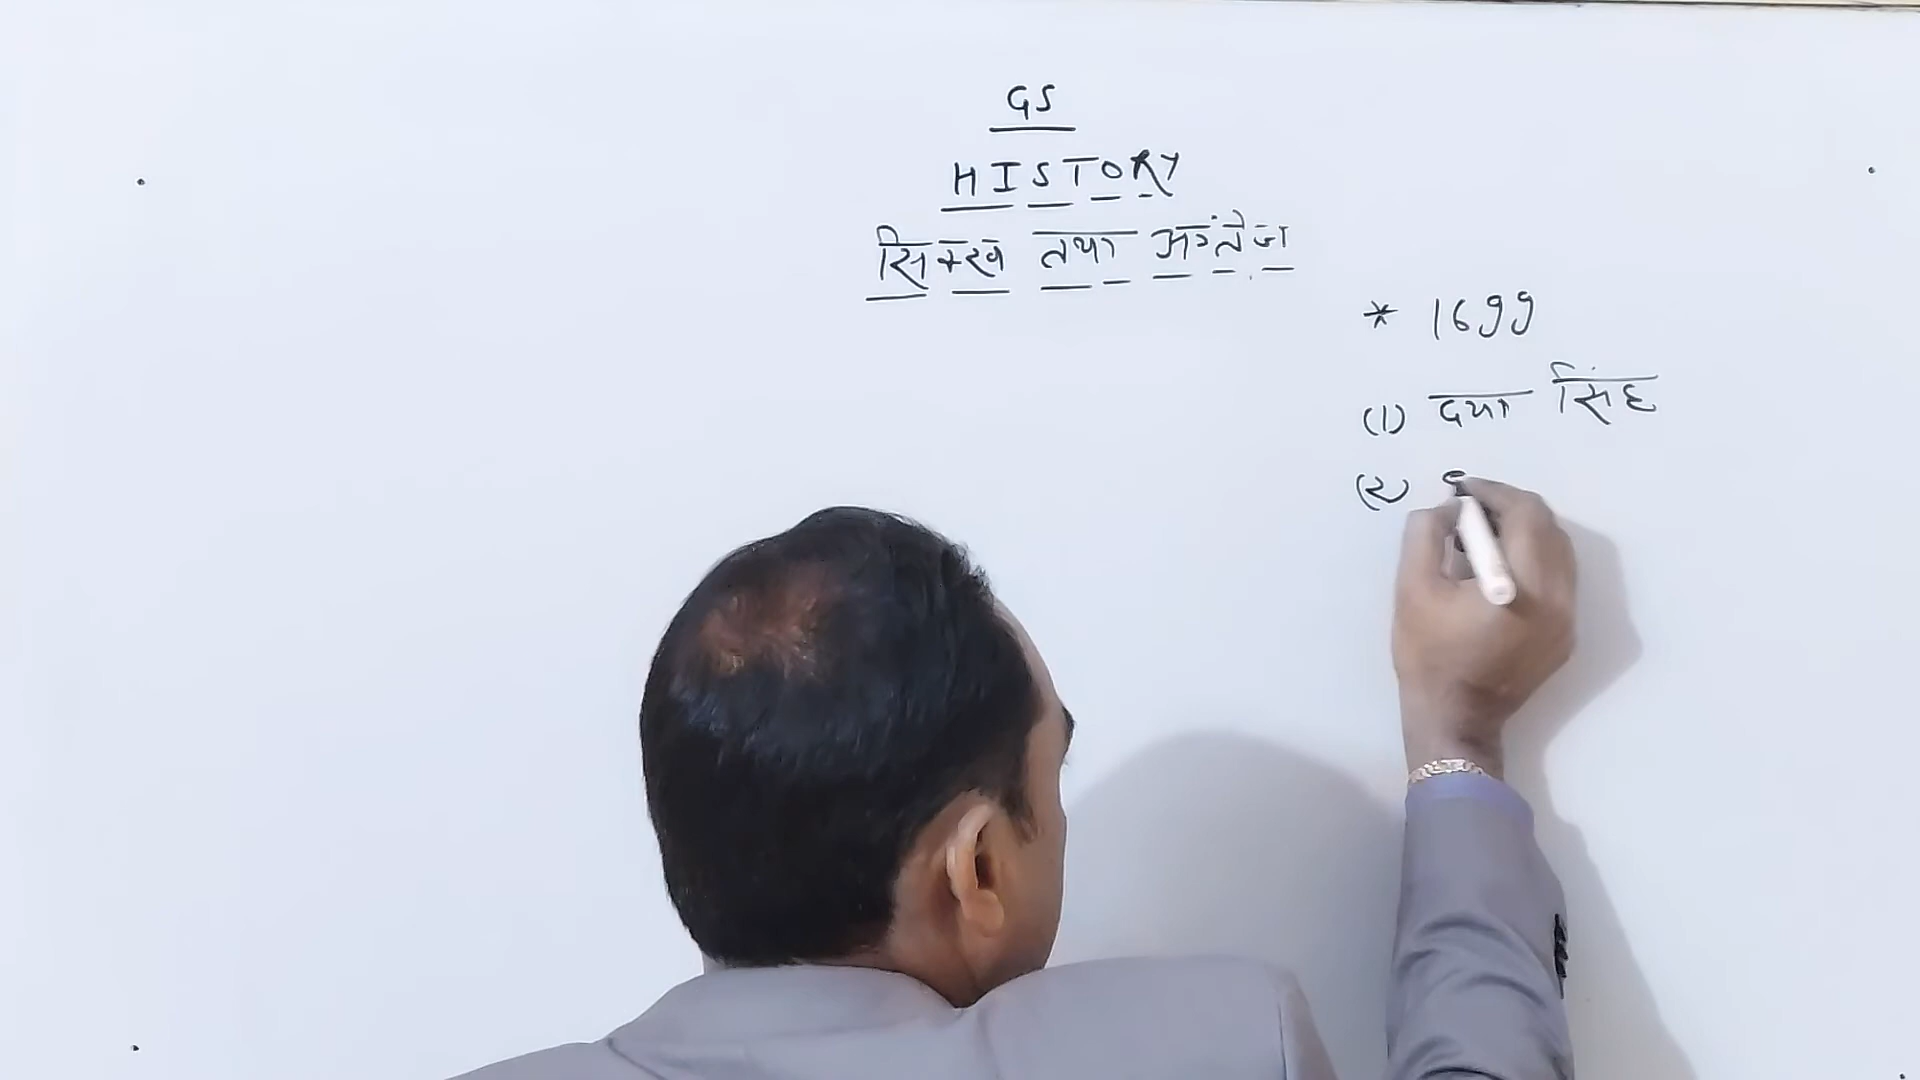 GS
HISTORY
सिक्ख तथा अंग्रेज
* 1699
(1) दया सिंह
(2)